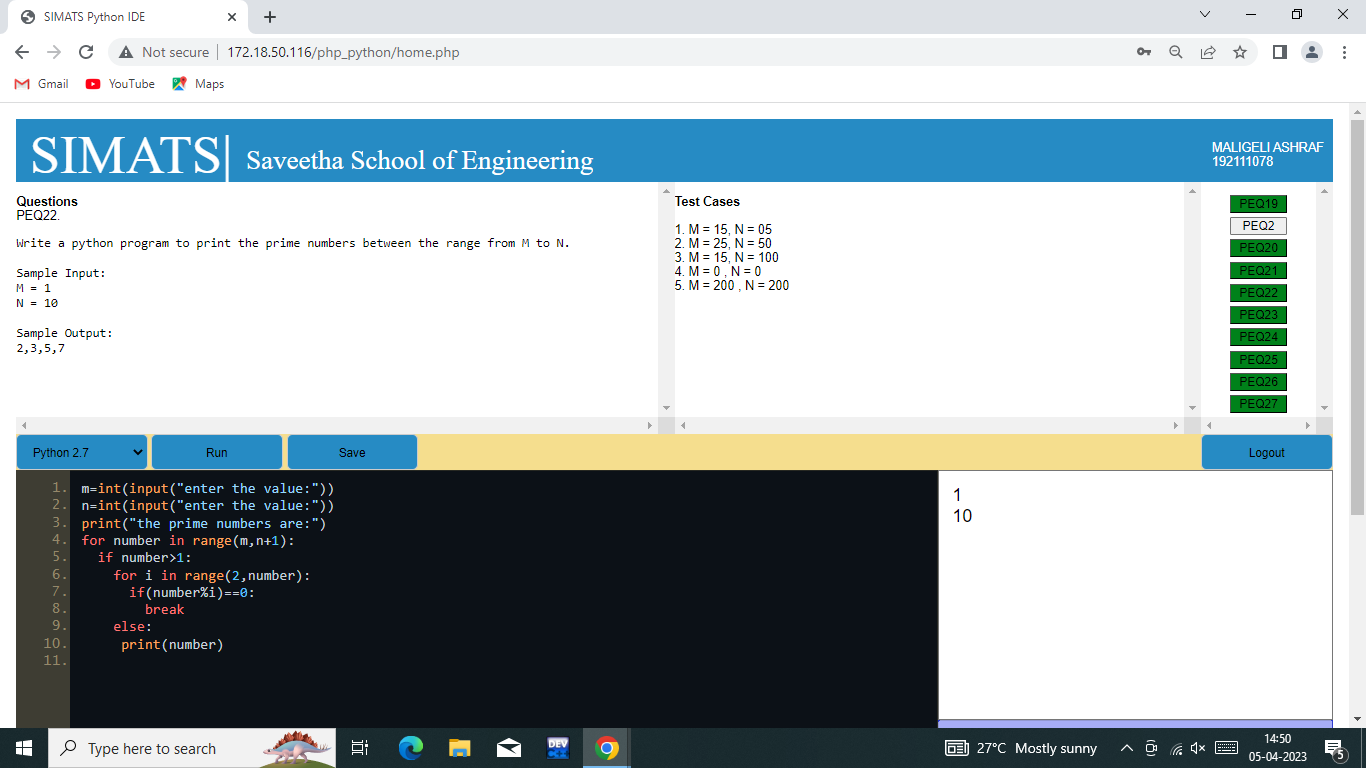 SIMATS Python IDE
Not secure
172.18.50.116/php_python/home.php
Gmail
YouTube
Maps
SIMATS|
Saveetha School of Engineering
MALIGELI ASHRAF
192111078
Questions
PEQ22.
Write a python program to print the prime numbers between the range from M to N.
Sample Input:
M = 1
N = 10
Sample Output:
2,3,5,7
Test Cases
1. M = 15, N = 05
2. M = 25, N = 50
3. M = 15, N = 100
4. M = 0 , N = 0
5. M = 200 , N = 200
PEQ19
PEQ2
PEQ20
PEQ21
PEQ22
PEQ23
PEQ24
PEQ25
PEQ26
PEQ27
Python 2.7
Run
Save
Logout
1. m=int(input("enter the value:"))
2. n=int(input("enter the value:"))
3. print("the prime numbers are:")
4. for number in range(m,n+1):
5.   if number>1:
6.     for i in range(2,number):
7.       if(number%i)==0:
8.         break
9.     else:
10.      print(number)
11.
1
10
Type here to search
DEV
27°C Mostly sunny
14:50
05-04-2023
5